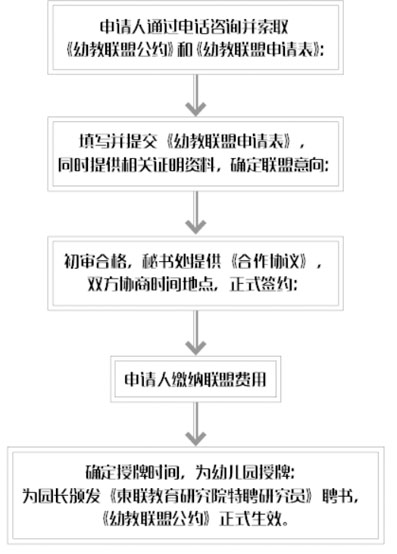 申请人通过电话咨询并索取
《幼教联盟公约》和《幼教联盟申请表》；
填写并提交《幼教联盟申请表》，
同时提供相关证明资料，确定联盟意向；
初审合格，秘书处提供《合作协议》，
双方协商时间地点，正式签约；
申请人缴纳联盟费用
确定授牌时间，为幼儿园授牌；
为园长颁发《东联教育研究院特聘研究员》聘书，
《幼教联盟公约》正式生效。